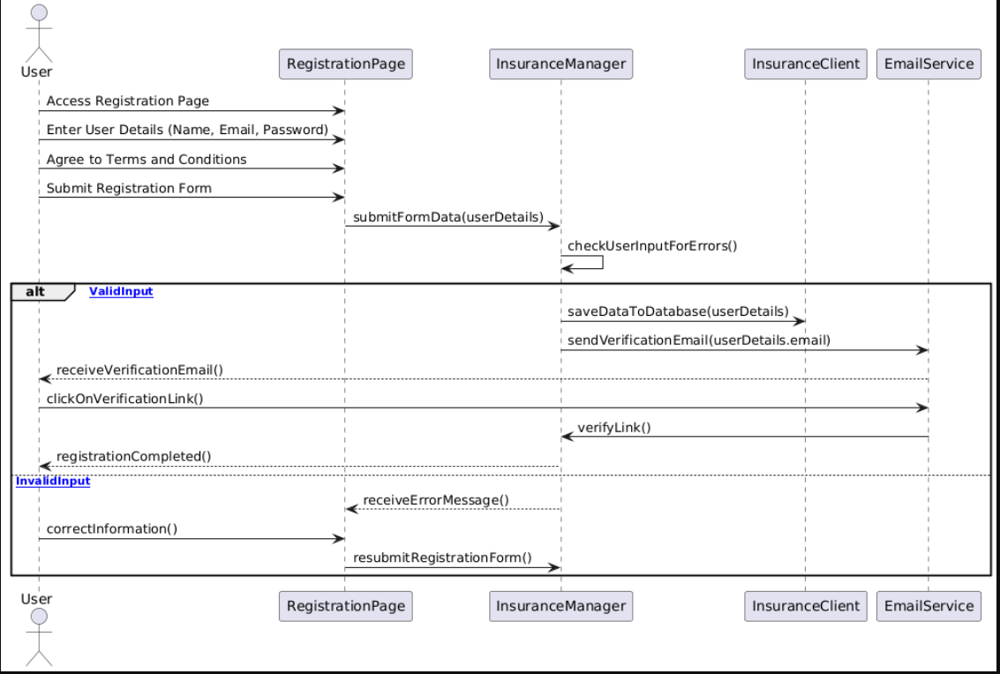 User
RegistrationPage
InsuranceManager
InsuranceClient
EmailService
Access Registration Page
Enter User Details (Name, Email, Password)
Agree to Terms and Conditions
Submit Registration Form
submitFormData(userDetails)
checkUserInputForErrors()
alt
ValidInput
saveDataToDatabase(userDetails)
sendVerificationEmail(userDetails.email)
receiveVerificationEmail()
clickOnVerificationLink()
verifyLink()
registrationCompleted()
InvalidInput
receiveErrorMessage()
correctInformation()
resubmitRegistrationForm()
User
RegistrationPage
InsuranceManager
InsuranceClient
EmailService